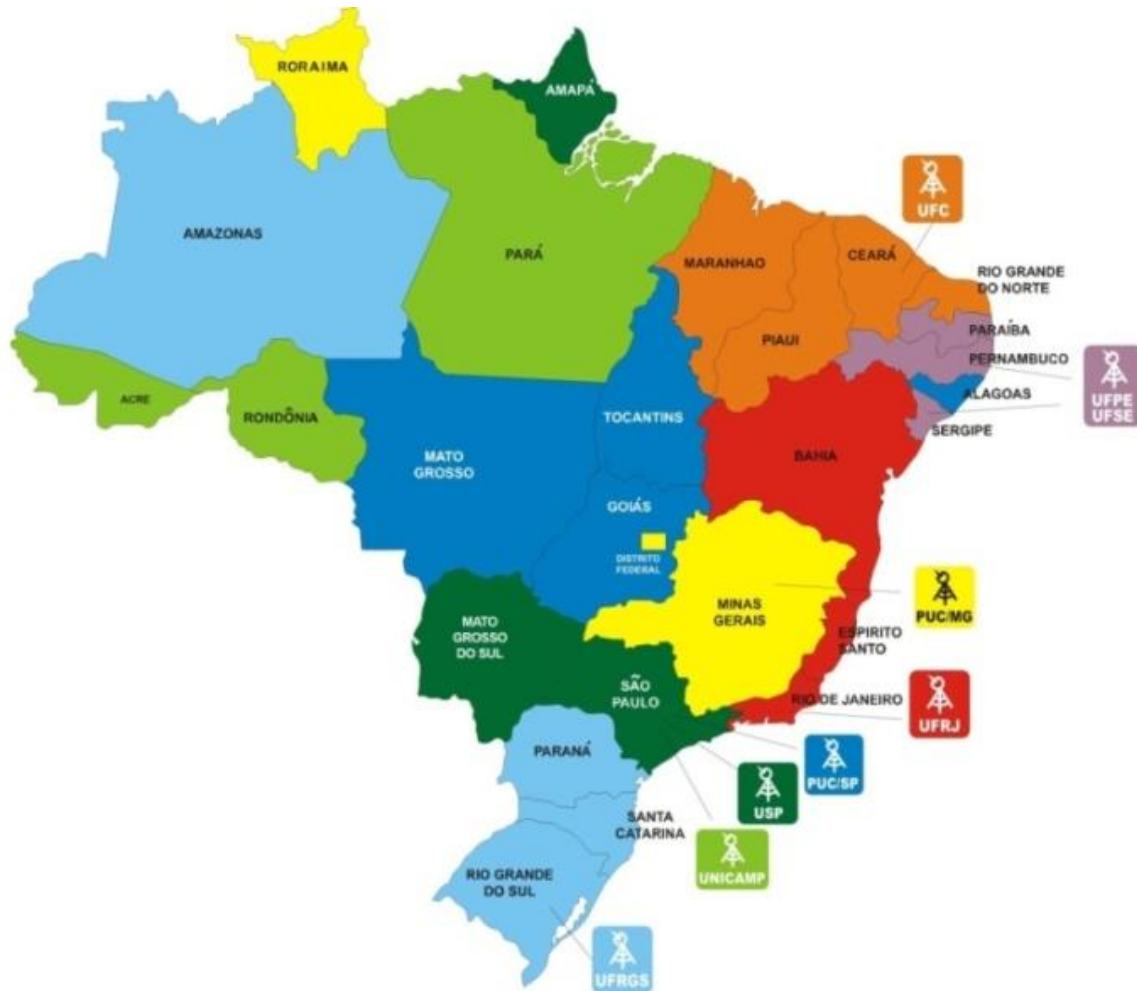 RORAIMA
AMAPÁ
UFC
AMAZONAS
PARÁ
MARANHAO
CEARÁ
RIO GRANDE
DO NORTE
PIAUI
PARAÍBA
PERNAMBUCO
UFPE
UFSE
ALAGOAS
SERGIPE
ACRE
RONDÔNIA
TOCANTINS
MATO
GROSSO
BAHIA
GOIÁS
DISTRITO
FEDERAL
MINAS
GERAIS
PUC/MG
MATO
GROSSO
DO SUL
ESPIRITO
SANTO
SÃO
PAULO
RIO DE JANEIRO
UFRJ
PARANÁ
PUC/SP
USP
SANTA
CATARINA
UNICAMP
RIO GRANDE
DO SUL
UFRGS